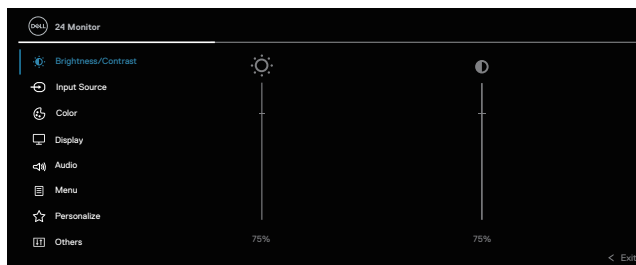 DELL 24 Monitor
Brightness/Contrast
Input Source
Color
Display
Audio
Menu
Personalize
Others
75% 75%
< Exit